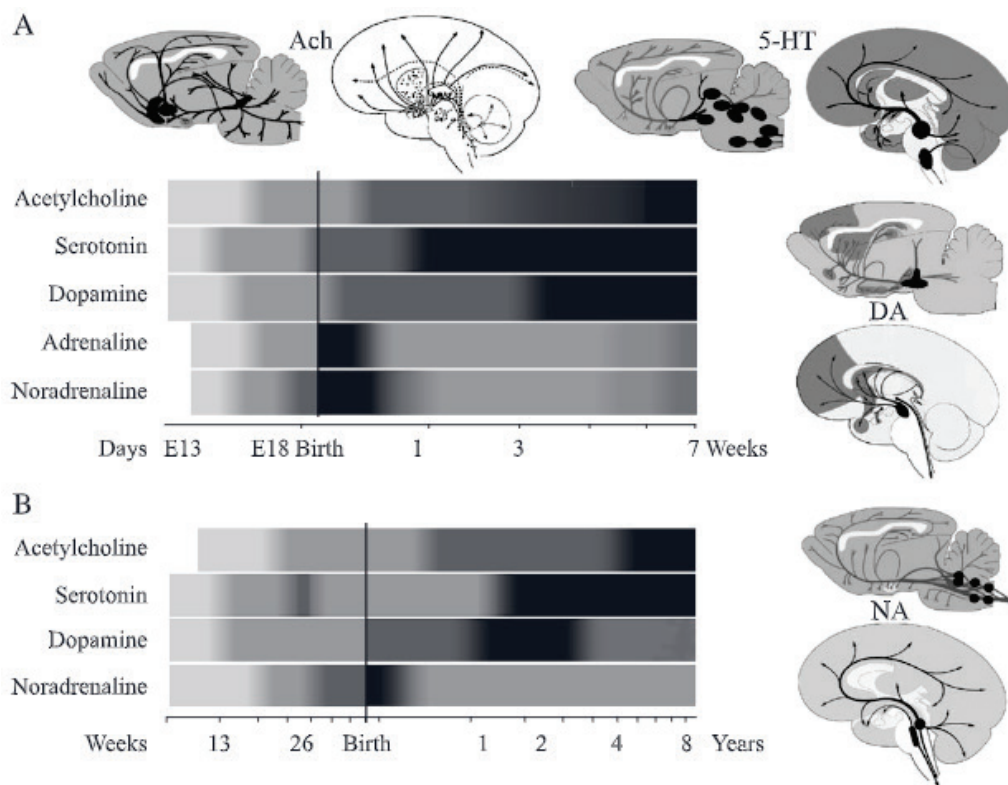 A
Ach
5-HT
Acetylcholine
Serotonin
Dopamine
Adrenaline
Noradrenaline
Days E13 E18 Birth 1 3 7 Weeks
DA
B
Acetylcholine
Serotonin
Dopamine
Noradrenaline
Weeks 13 26 Birth 1 2 4 8 Years
NA